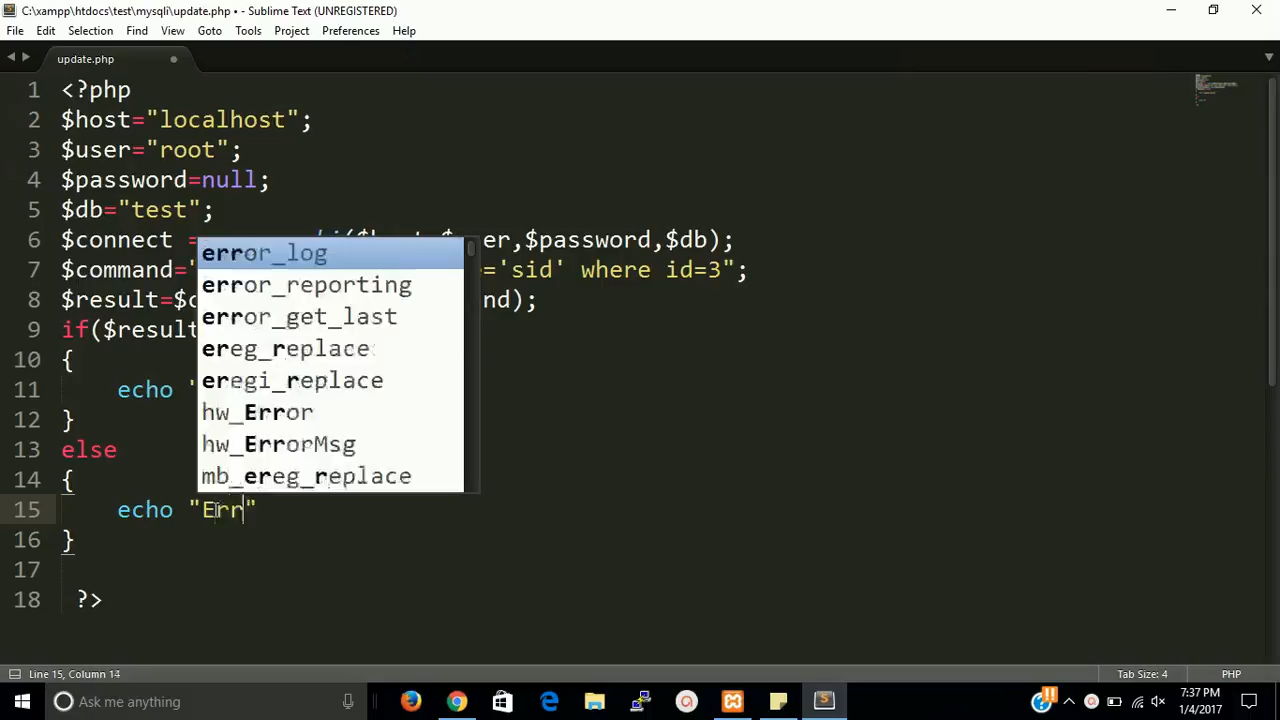 C:\xampp\htdocs\test\mysqli\update.php • - Sublime Text (UNREGISTERED)
File Edit Selection Find View Goto Tools Project Preferences Help
update.php
1 <?php
2 $host="localhost";
3 $user="root";
4 $password=null;
5 $db="test";
6 $connect = $password,$db);
7 $command=" ='sid' where id=3";
8 $result=$c nd);
9 if($result
10 {
11 echo "
12 }
13 else
14 {
15 echo "Err"
16 }
17
18 ?>
error_log
error_reporting
error_get_last
ereg_replace
eregi_replace
hw_Error
hw_ErrorMsg
mb_ereg_replace
Line 15, Column 14
Tab Size: 4 PHP
Ask me anything
7:37 PM
1/4/2017